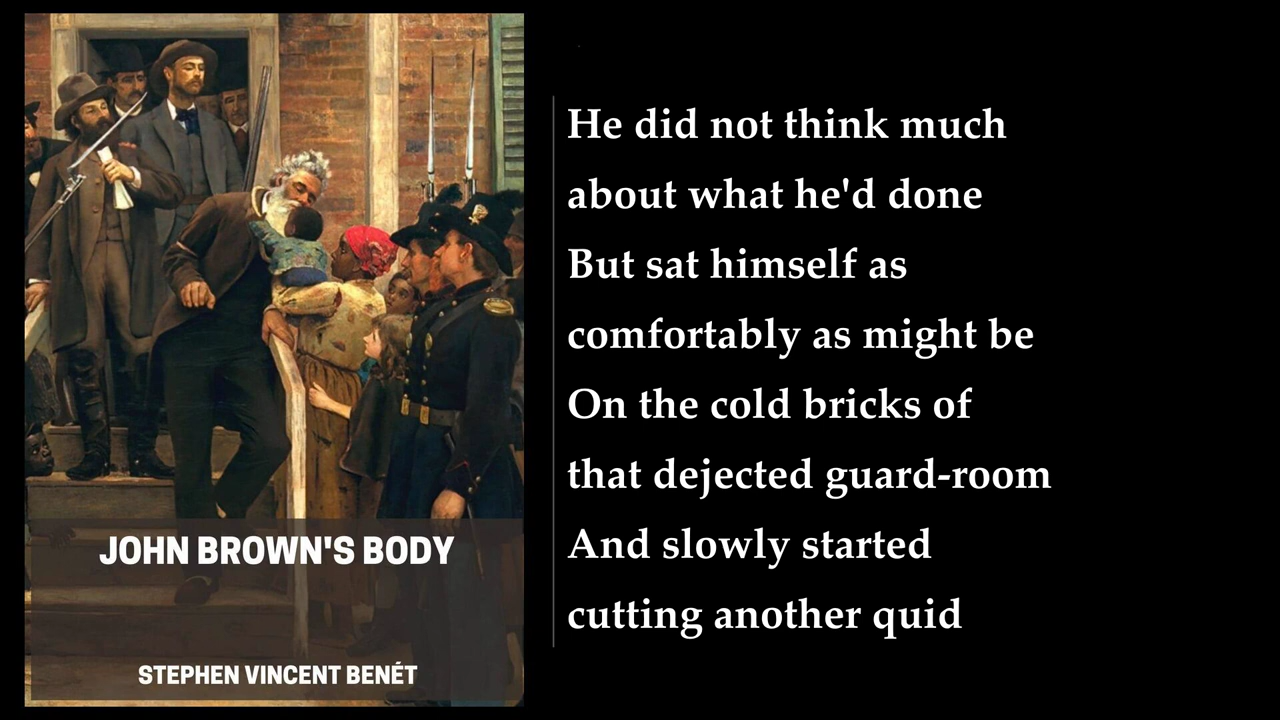 JOHN BROWN'S BODY
STEPHEN VINCENT BENÉT
He did not think much
about what he'd done
But sat himself as
comfortably as might be
On the cold bricks of
that dejected guard-room
And slowly started
cutting another quid